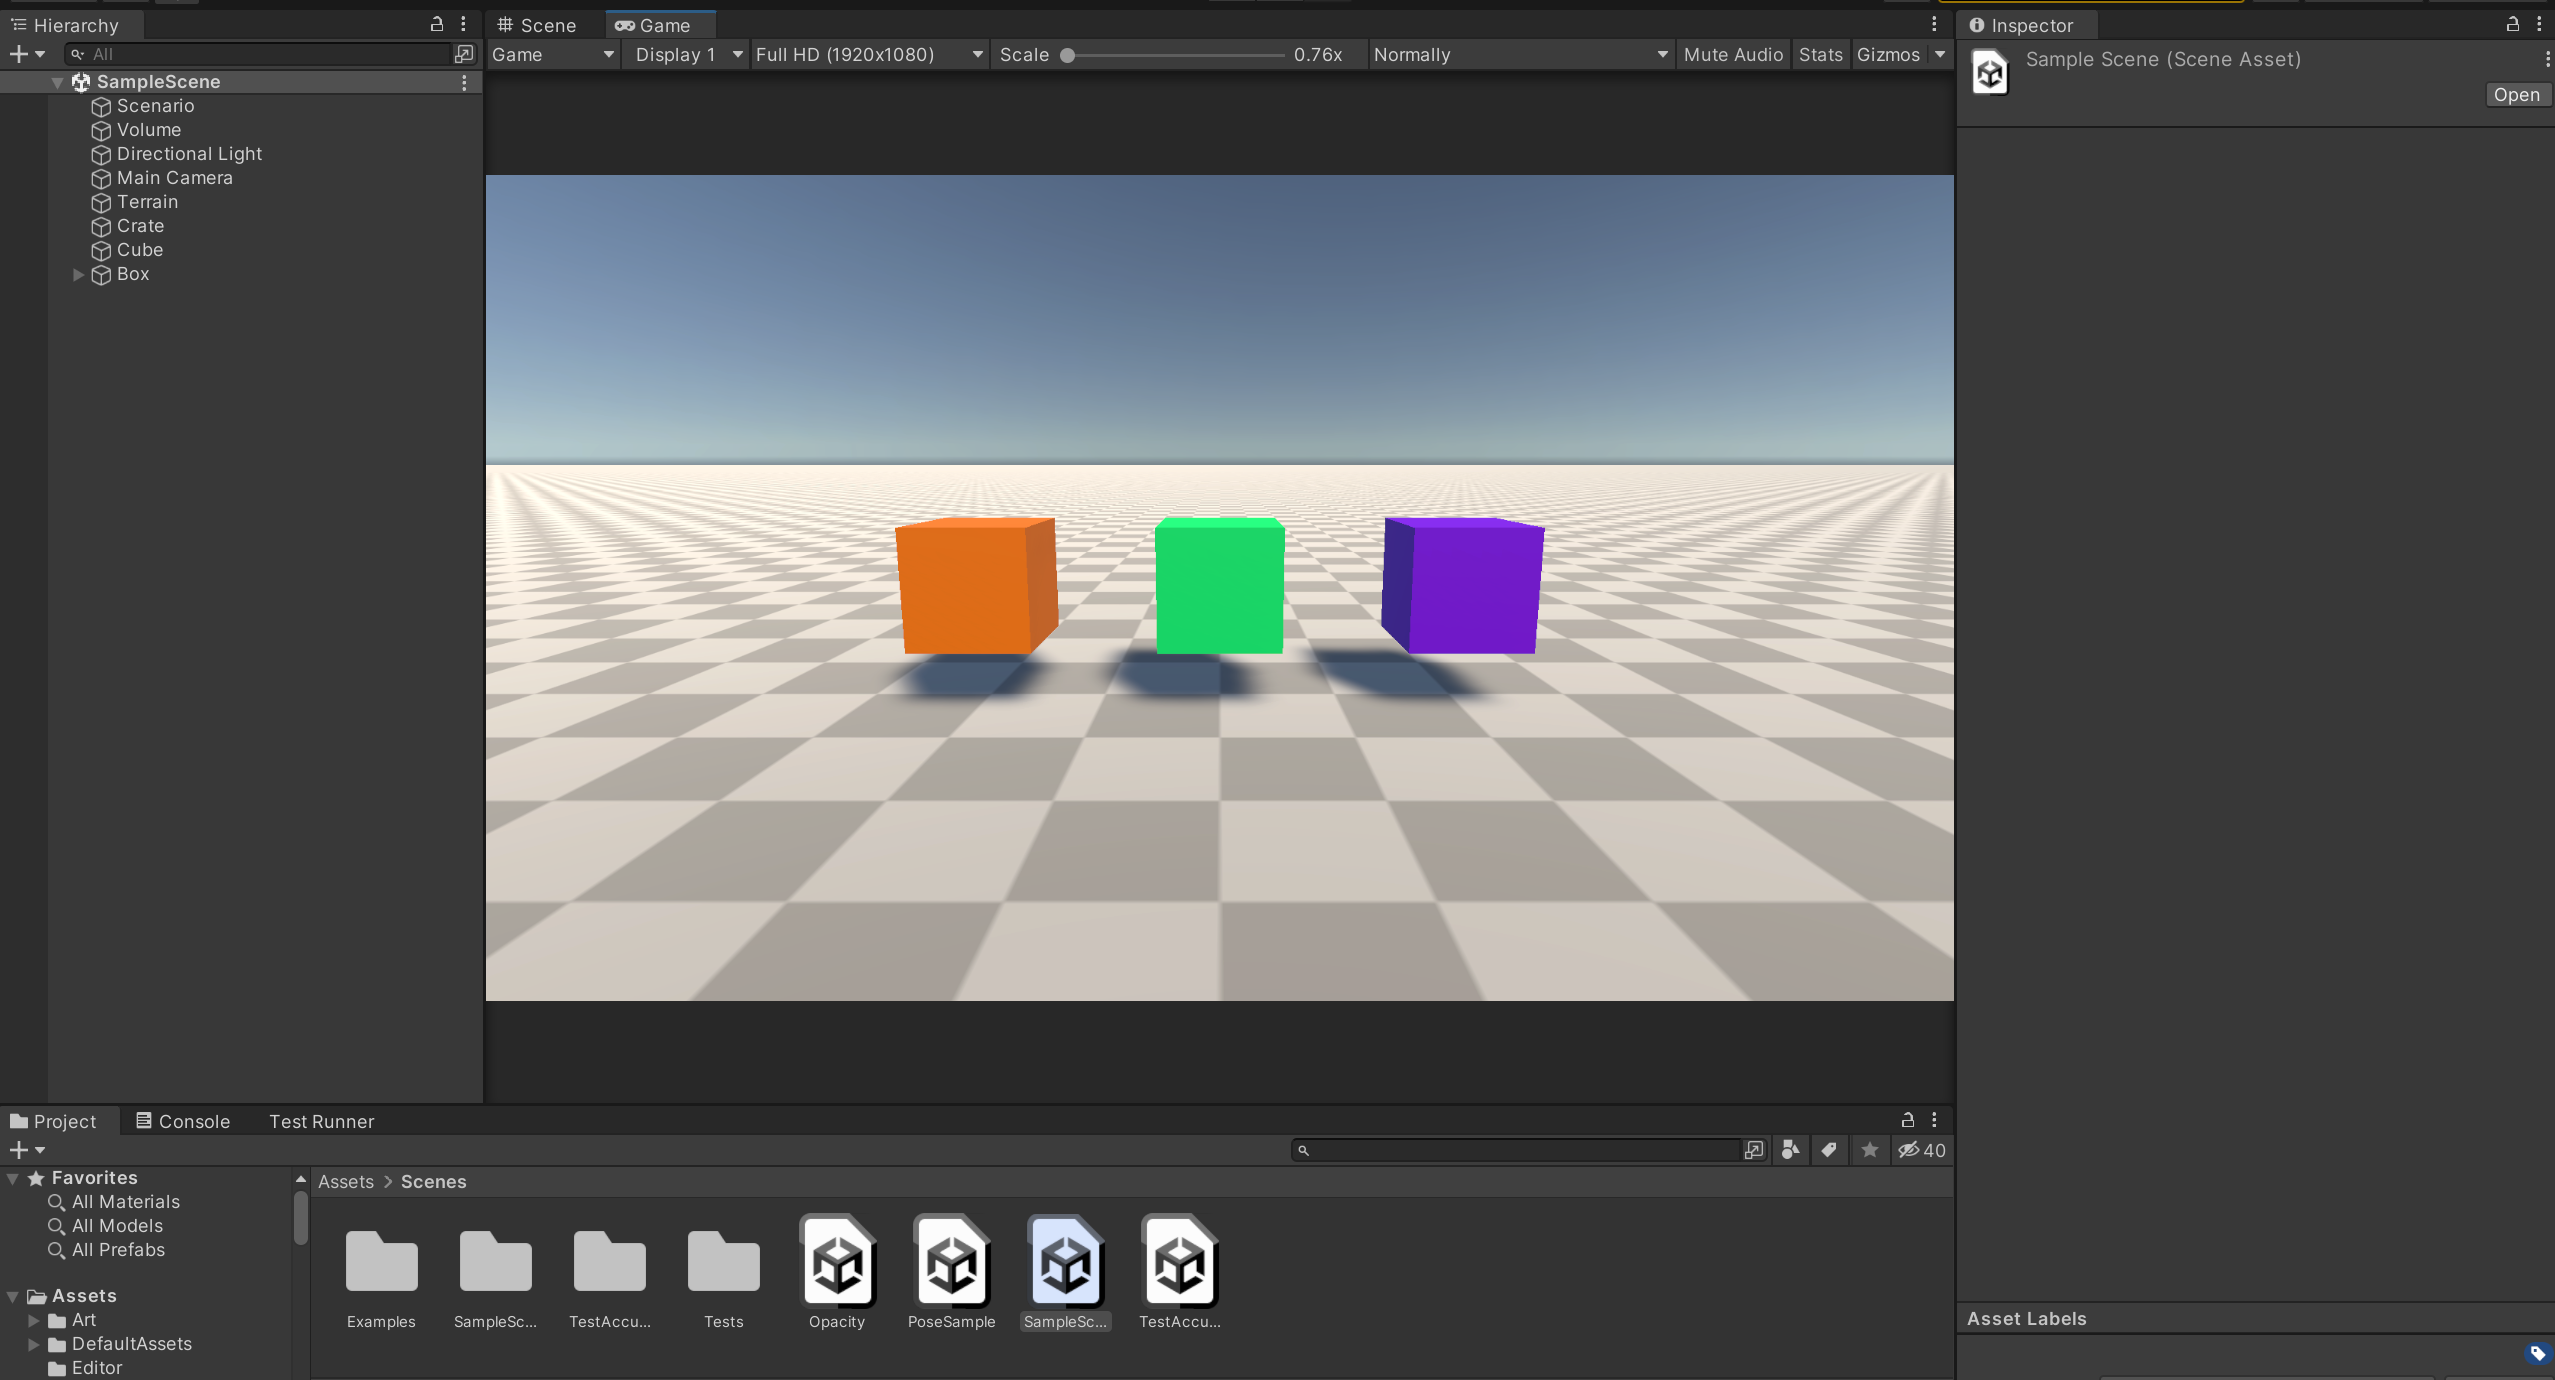 Hierarchy
All
SampleScene
Scenario
Volume
Directional Light
Main Camera
Terrain
Crate
Cube
Box
Scene
Game
Game
Display 1
Full HD (1920x1080)
Scale
0.76x
Normally
Mute Audio
Stats
Gizmos
Inspector
Sample Scene (Scene Asset)
Open
Project
Console
Test Runner
40
Favorites
All Materials
All Models
All Prefabs
Assets
Art
DefaultAssets
Editor
Assets > Scenes
Examples
SampleSc...
TestAccu...
Tests
Opacity
PoseSample
SampleSc...
TestAccu...
Asset Labels